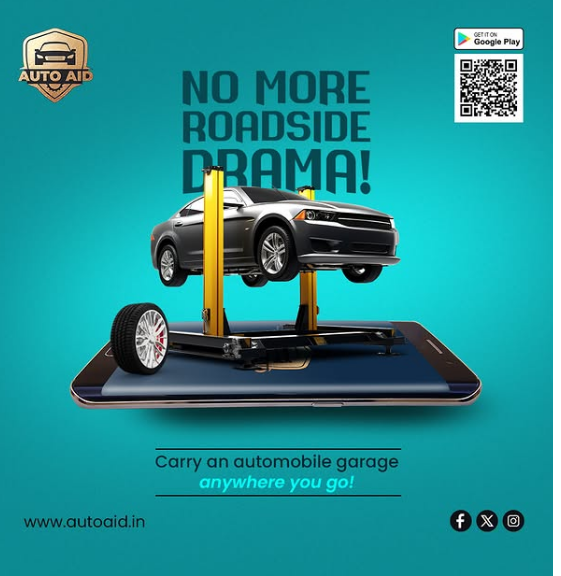 AUTO AID
GET IT ON
Google Play
NO MORE
ROADSIDE
DRAMA!
Carry an automobile garage
anywhere you go!
www.autoaid.in